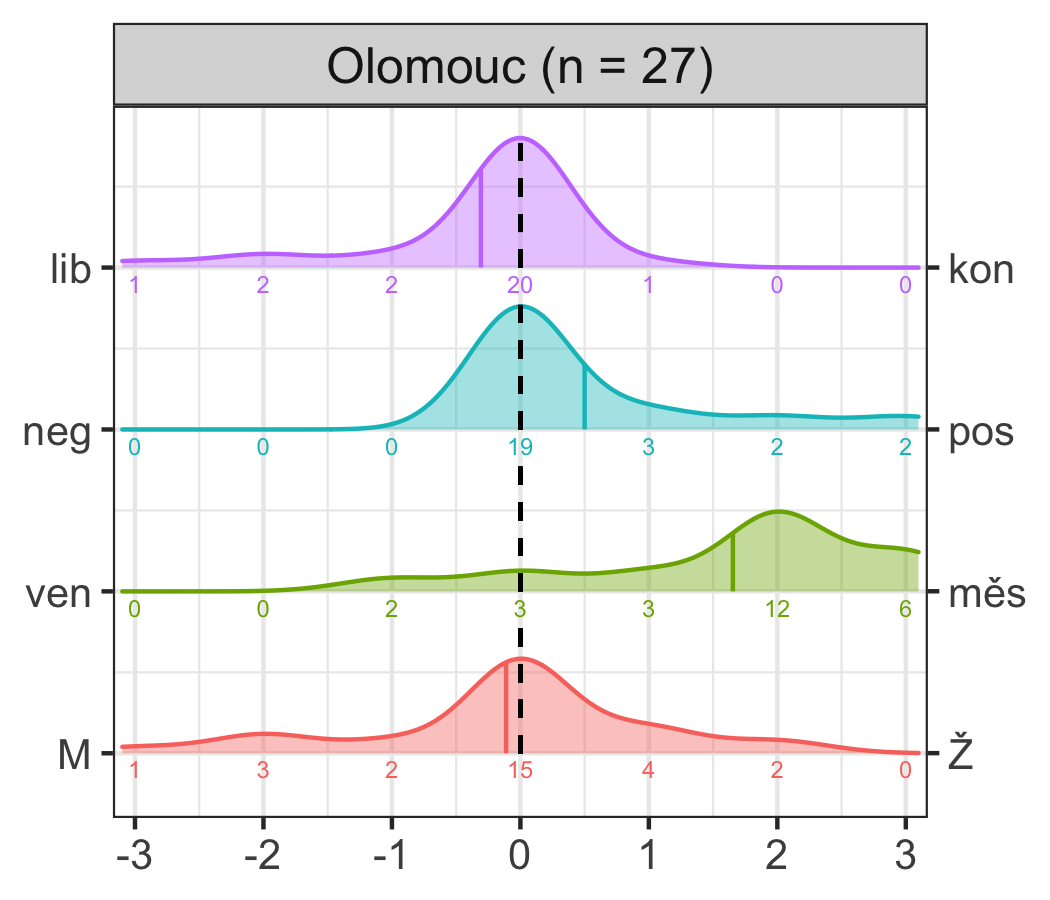 Olomouc (n = 27)
lib kon
1 2 2 20 1 0 0
neg pos
0 0 0 19 3 2 2
ven měs
0 0 2 3 3 12 6
M Ž
1 3 2 15 4 2 0
-3 -2 -1 0 1 2 3